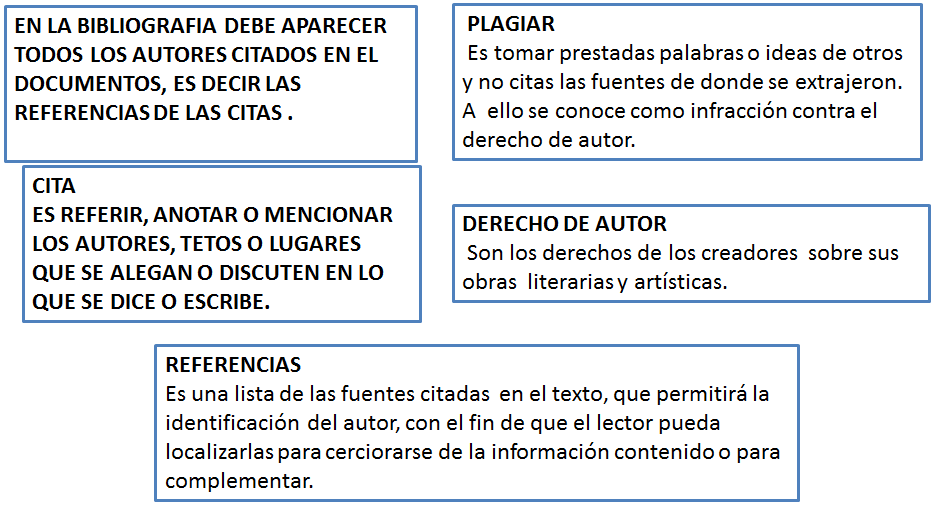 EN LA BIBLIOGRAFIA DEBE APARECER
TODOS LOS AUTORES CITADOS EN EL
DOCUMENTOS, ES DECIR LAS
REFERENCIAS DE LAS CITAS .
PLAGIAR
Es tomar prestadas palabras o ideas de otros
y no citas las fuentes de donde se extrajeron.
A ello se conoce como infracción contra el
derecho de autor.
CITA
ES REFERIR, ANOTAR O MENCIONAR
LOS AUTORES, TETOS O LUGARES
QUE SE ALEGAN O DISCUTEN EN LO
QUE SE DICE O ESCRIBE.
DERECHO DE AUTOR
Son los derechos de los creadores sobre sus
obras literarias y artísticas.
REFERENCIAS
Es una lista de las fuentes citadas en el texto, que permitirá la
identificación del autor, con el fin de que el lector pueda
localizarlas para cerciorarse de la información contenido o para
complementar.